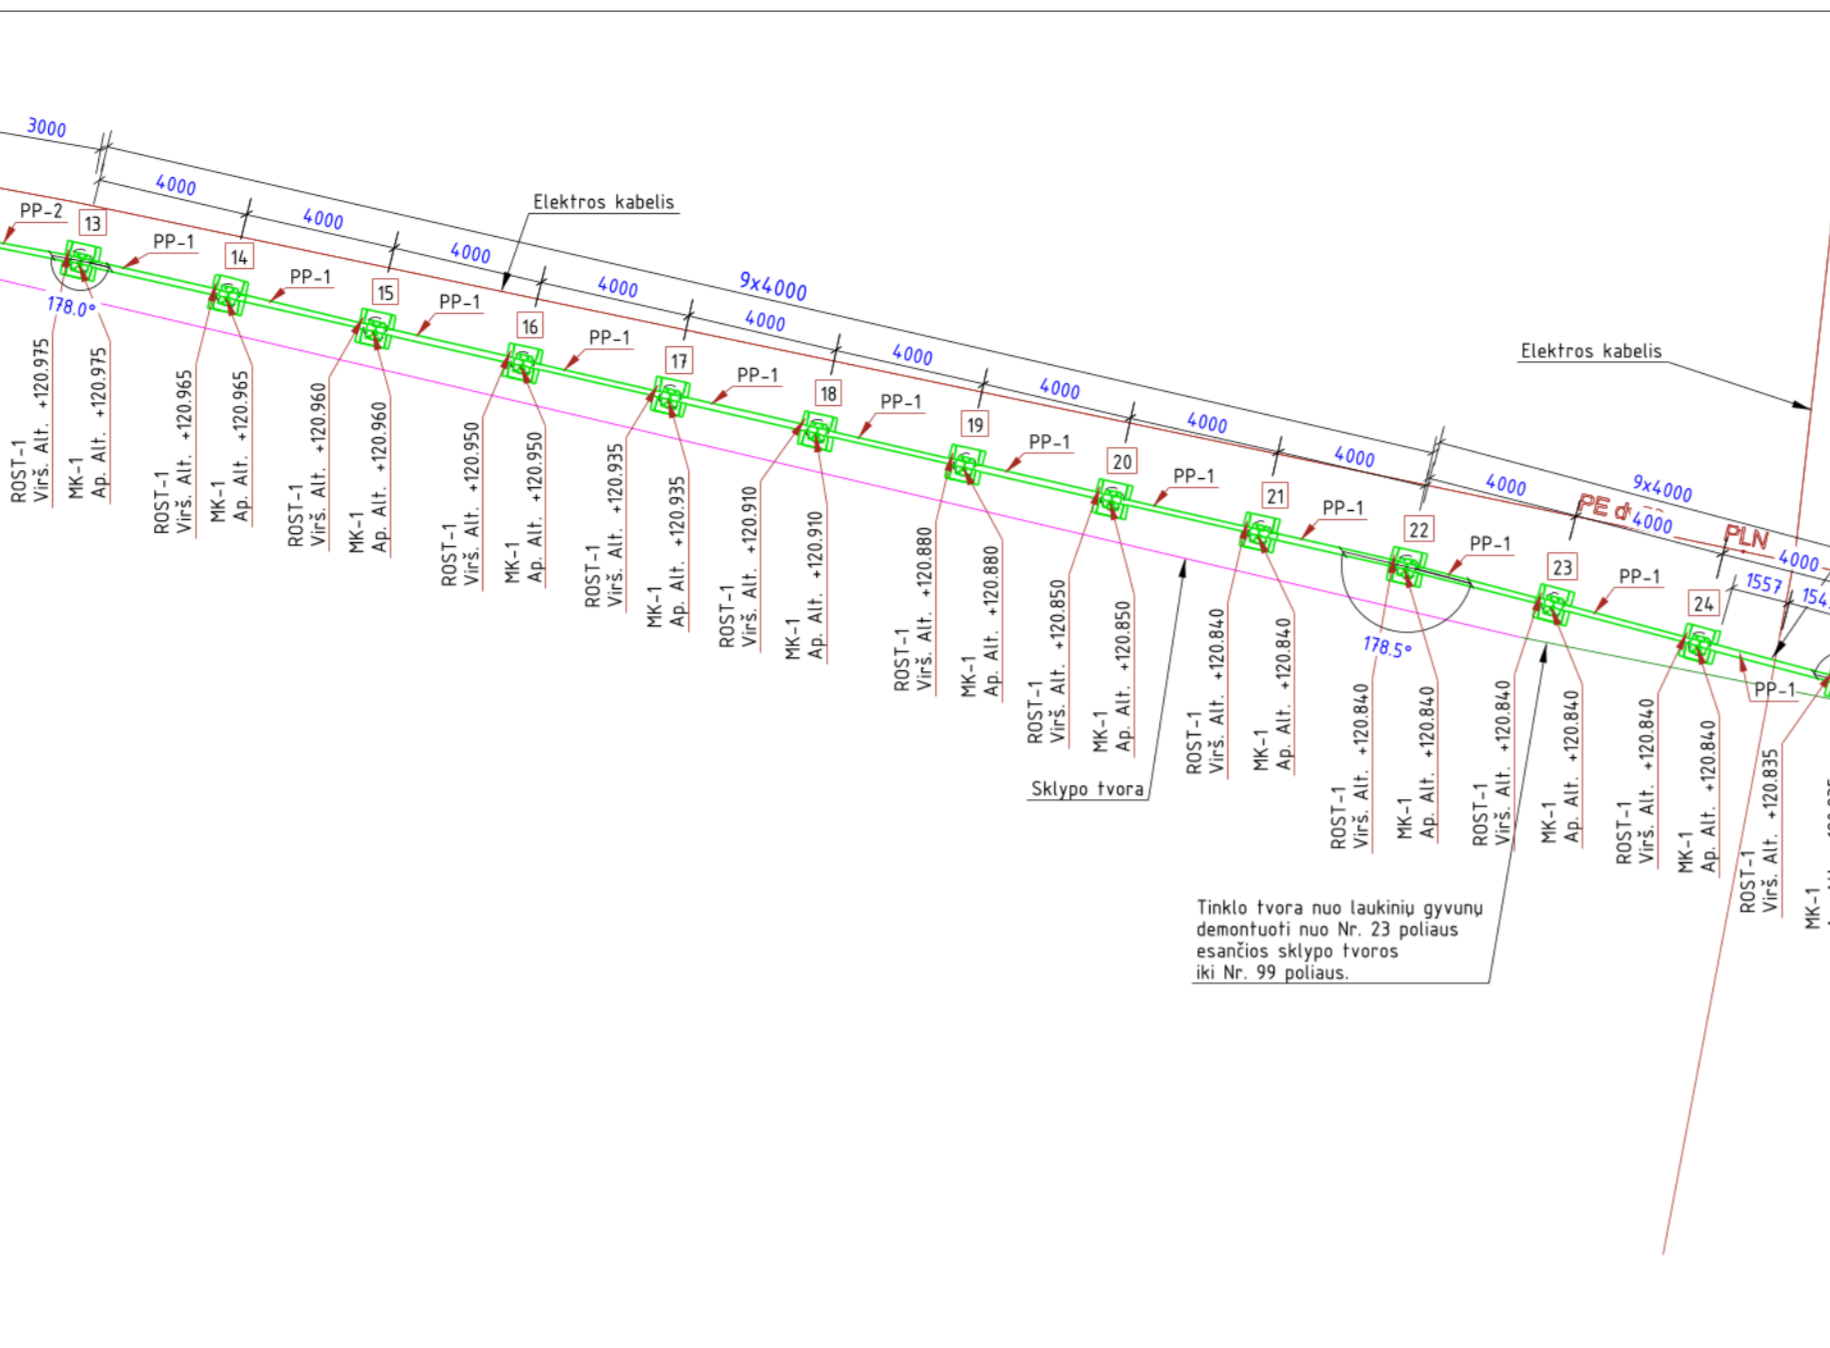 3000
4000
4000
4000
4000
4000
4000
4000
4000
4000
9x4000
4000
4000
4000
9x4000
1557
Elektros kabelis
Elektros kabelis
PP-2
PP-1
PP-1
PP-1
PP-1
PP-1
PP-1
PP-1
PP-1
PP-1
PP-1
PP-1
PP-1
13
14
15
16
17
18
19
20
21
22
23
24
178.0°
178.5°
PE
PLN
ROST-1
Virš. Alt. +120.975
MK-1
Ap. Alt. +120.975
ROST-1
Virš. Alt. +120.965
MK-1
Ap. Alt. +120.965
ROST-1
Virš. Alt. +120.960
MK-1
Ap. Alt. +120.960
ROST-1
Virš. Alt. +120.950
MK-1
Ap. Alt. +120.950
ROST-1
Virš. Alt. +120.935
MK-1
Ap. Alt. +120.935
ROST-1
Virš. Alt. +120.910
MK-1
Ap. Alt. +120.910
ROST-1
Virš. Alt. +120.880
MK-1
Ap. Alt. +120.880
ROST-1
Virš. Alt. +120.850
MK-1
Ap. Alt. +120.850
ROST-1
Virš. Alt. +120.840
MK-1
Ap. Alt. +120.840
ROST-1
Virš. Alt. +120.840
MK-1
Ap. Alt. +120.840
ROST-1
Virš. Alt. +120.840
MK-1
Ap. Alt. +120.840
ROST-1
Virš. Alt. +120.840
MK-1
Ap. Alt. +120.840
ROST-1
Virš. Alt. +120.835
MK-1
Sklypo tvora
Tinklo tvora nuo laukinių gyvunų
demontuoti nuo Nr. 23 poliaus
esančios sklypo tvoros
iki Nr. 99 poliaus.